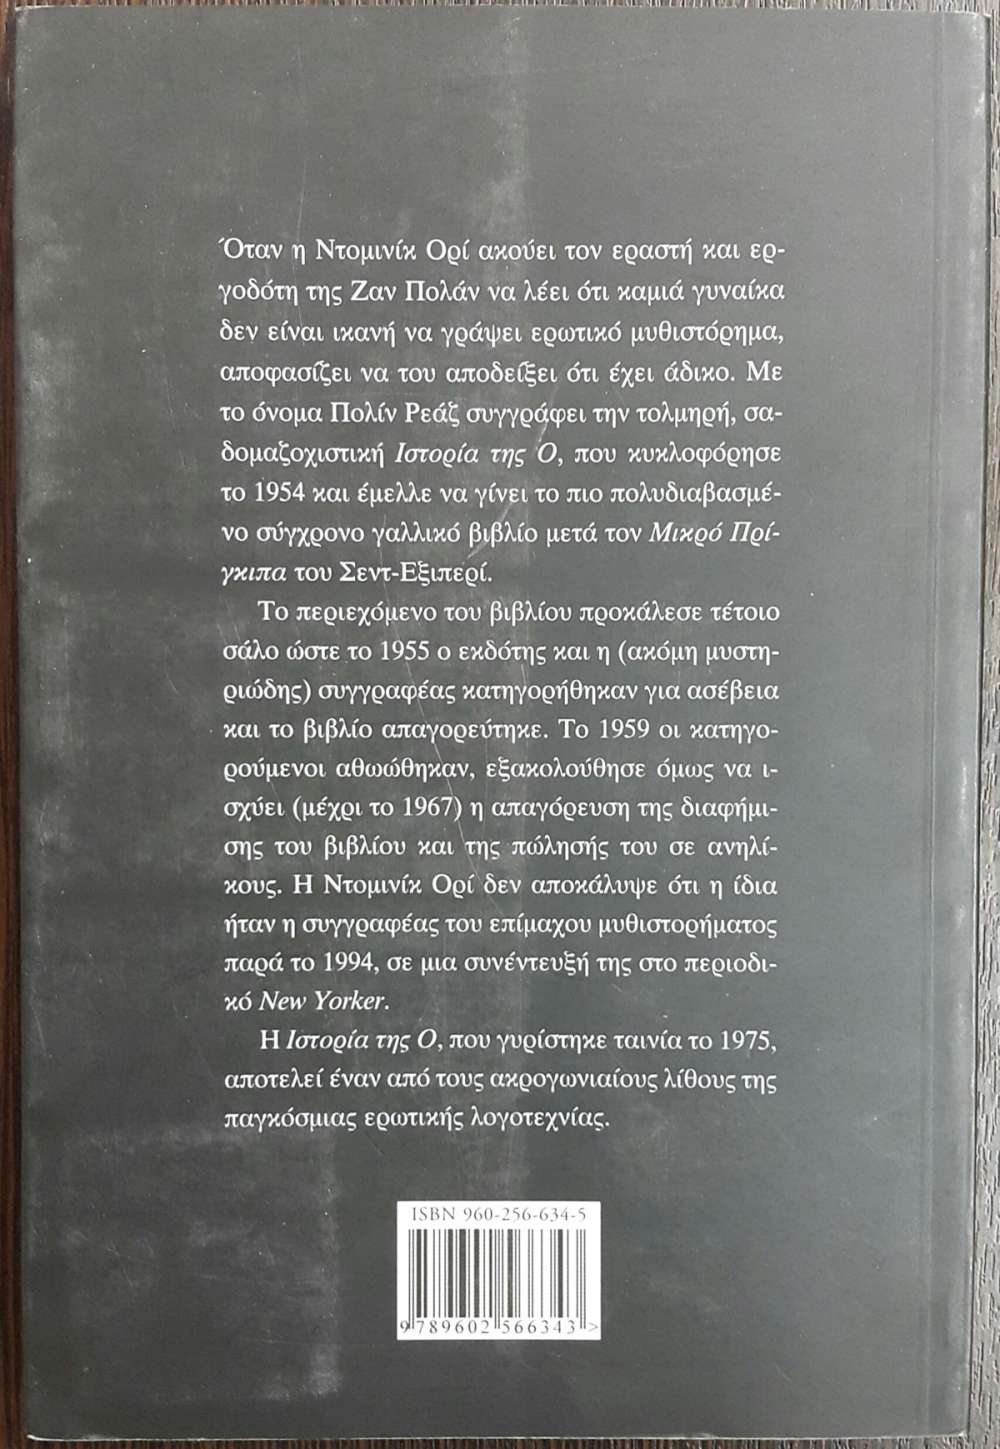 Όταν η Ντομινίκ Ορί ακούει τον εραστή και ερ-
γοδότη της Ζαν Πολάν να λέει ότι καμιά γυναίκα
δεν είναι ικανή να γράψει ερωτικό μυθιστόρημα,
αποφασίζει να του αποδείξει ότι έχει άδικο. Με
το όνομα Πολίν Ρεάζ συγγράφει την τολμηρή, σα-
δομαζοχιστική Ιστορία της Ο, που κυκλοφόρησε
το 1954 και έμελλε να γίνει το πιο πολυδιαβασμέ-
νο σύγχρονο γαλλικό βιβλίο μετά τον Μικρό Πρί-
γκιπα του Σεντ-Εξιπερί.
Το περιεχόμενο του βιβλίου προκάλεσε τέτοιο
σάλο ώστε το 1955 ο εκδότης και η (ακόμη μυστη-
ριώδης) συγγραφέας κατηγορήθηκαν για ασέβεια
και το βιβλίο απαγορεύτηκε. Το 1959 οι κατηγο-
ρούμενοι αθωώθηκαν, εξακολούθησε όμως να ι-
σχύει (μέχρι το 1967) η απαγόρευση της διαφήμι-
σης του βιβλίου και της πώλησής του σε ανηλί-
κους. Η Ντομινίκ Ορί δεν αποκάλυψε ότι η ίδια
ήταν η συγγραφέας του επίμαχου μυθιστορήματος
παρά το 1994, σε μια συνέντευξή της στο περιοδι-
κό New Yorker.
Η Ιστορία της Ο, που γυρίστηκε ταινία το 1975,
αποτελεί έναν από τους ακρογωνιαίους λίθους της
παγκόσμιας ερωτικής λογοτεχνίας.
ISBN 960-256-634-5
9 789602 566343 >